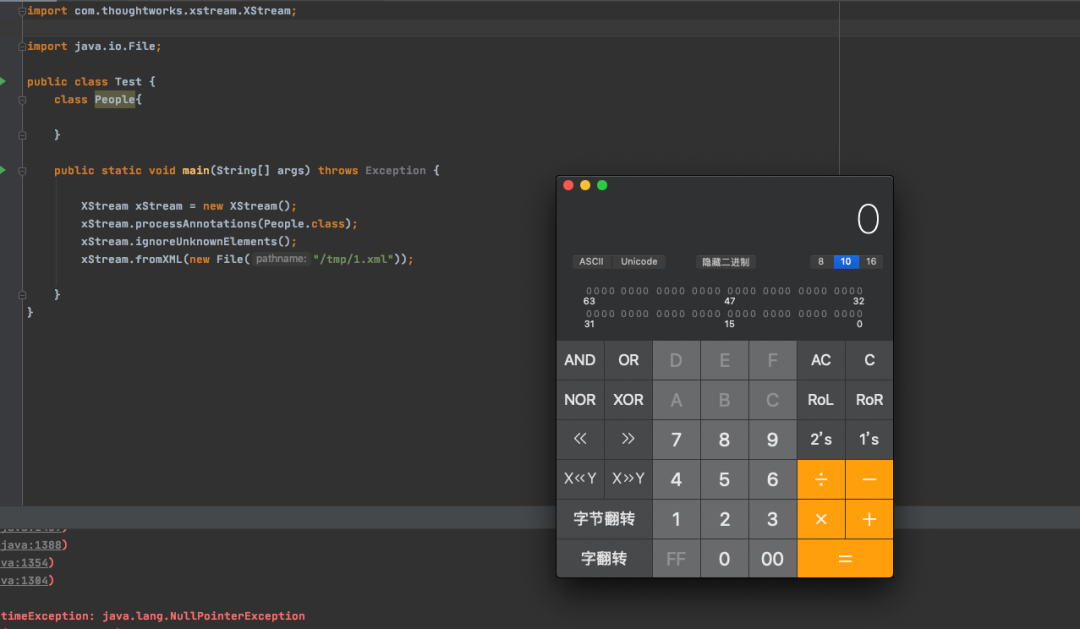 import com.thoughtworks.xstream.XStream;
import java.io.File;
public class Test {
class People{
}
public static void main(String[] args) throws Exception {
XStream xStream = new XStream();
xStream.processAnnotations(People.class);
xStream.ignoreUnknownElements();
xStream.fromXML(new File( pathname: "/tmp/1.xml"));
}
}
0
ASCII Unicode 隐藏二进制 8 10 16
0000 0000 0000 0000 0000 0000 0000 0000
63 47 32
0000 0000 0000 0000 0000 0000 0000 0000
31 15 0
AND OR D E F AC C
NOR XOR A B C RoL RoR
« » 7 8 9 2's 1's
X«Y X»Y 4 5 6 ÷ −
字节翻转 1 2 3 × +
字翻转 FF 0 00 =
java:1388)
va:1354)
va:1304)
timeException: java.lang.NullPointerException